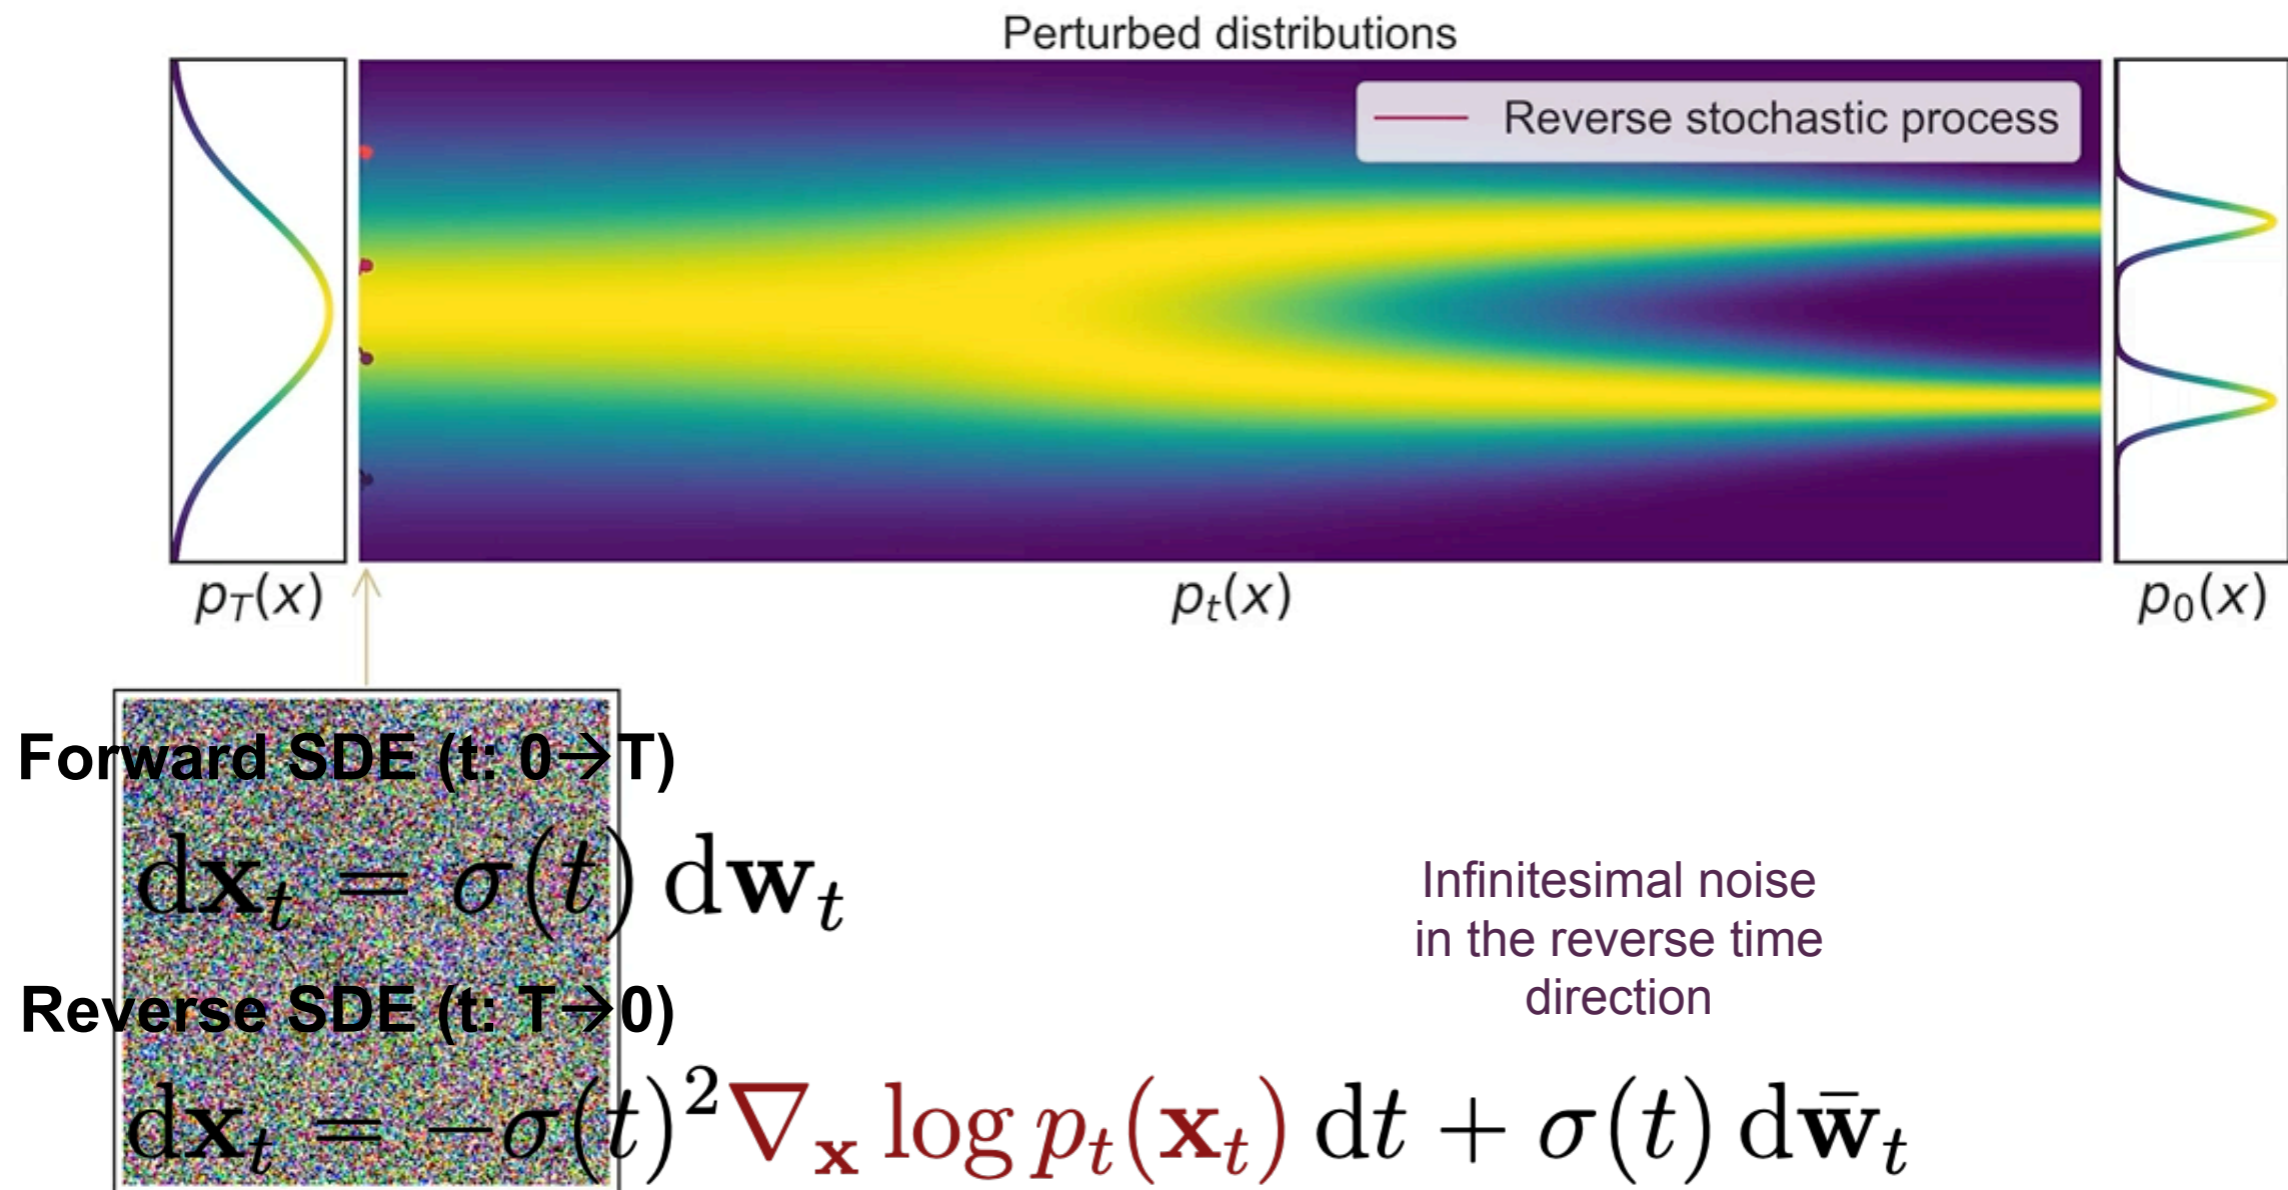 Perturbed distributions
Reverse stochastic process
p_T(x)
p_t(x)
p_0(x)
Forward SDE (t: 0→T)
d𝐱_t = σ(t) d𝐰_t
Infinitesimal noise
in the reverse time
direction
Reverse SDE (t: T→0)
d𝐱_t = −σ(t)²∇_𝐱 log p_t(𝐱_t) dt + σ(t) d𝐰̄_t